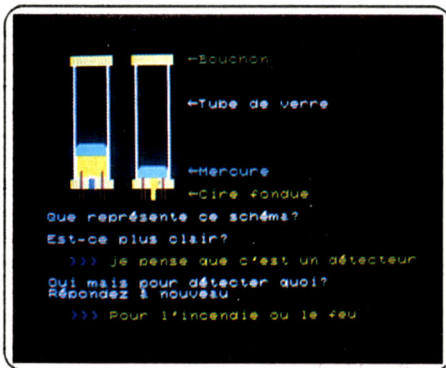 ←Bouchon
←Tube de verre
←Mercure
←Cire fondue
Que représente ce schéma?
Est-ce plus clair?
>>> je pense que c'est un détecteur
Oui mais pour détecter quoi?
Répondez à nouveau
>>> Pour l'incendie ou le feu